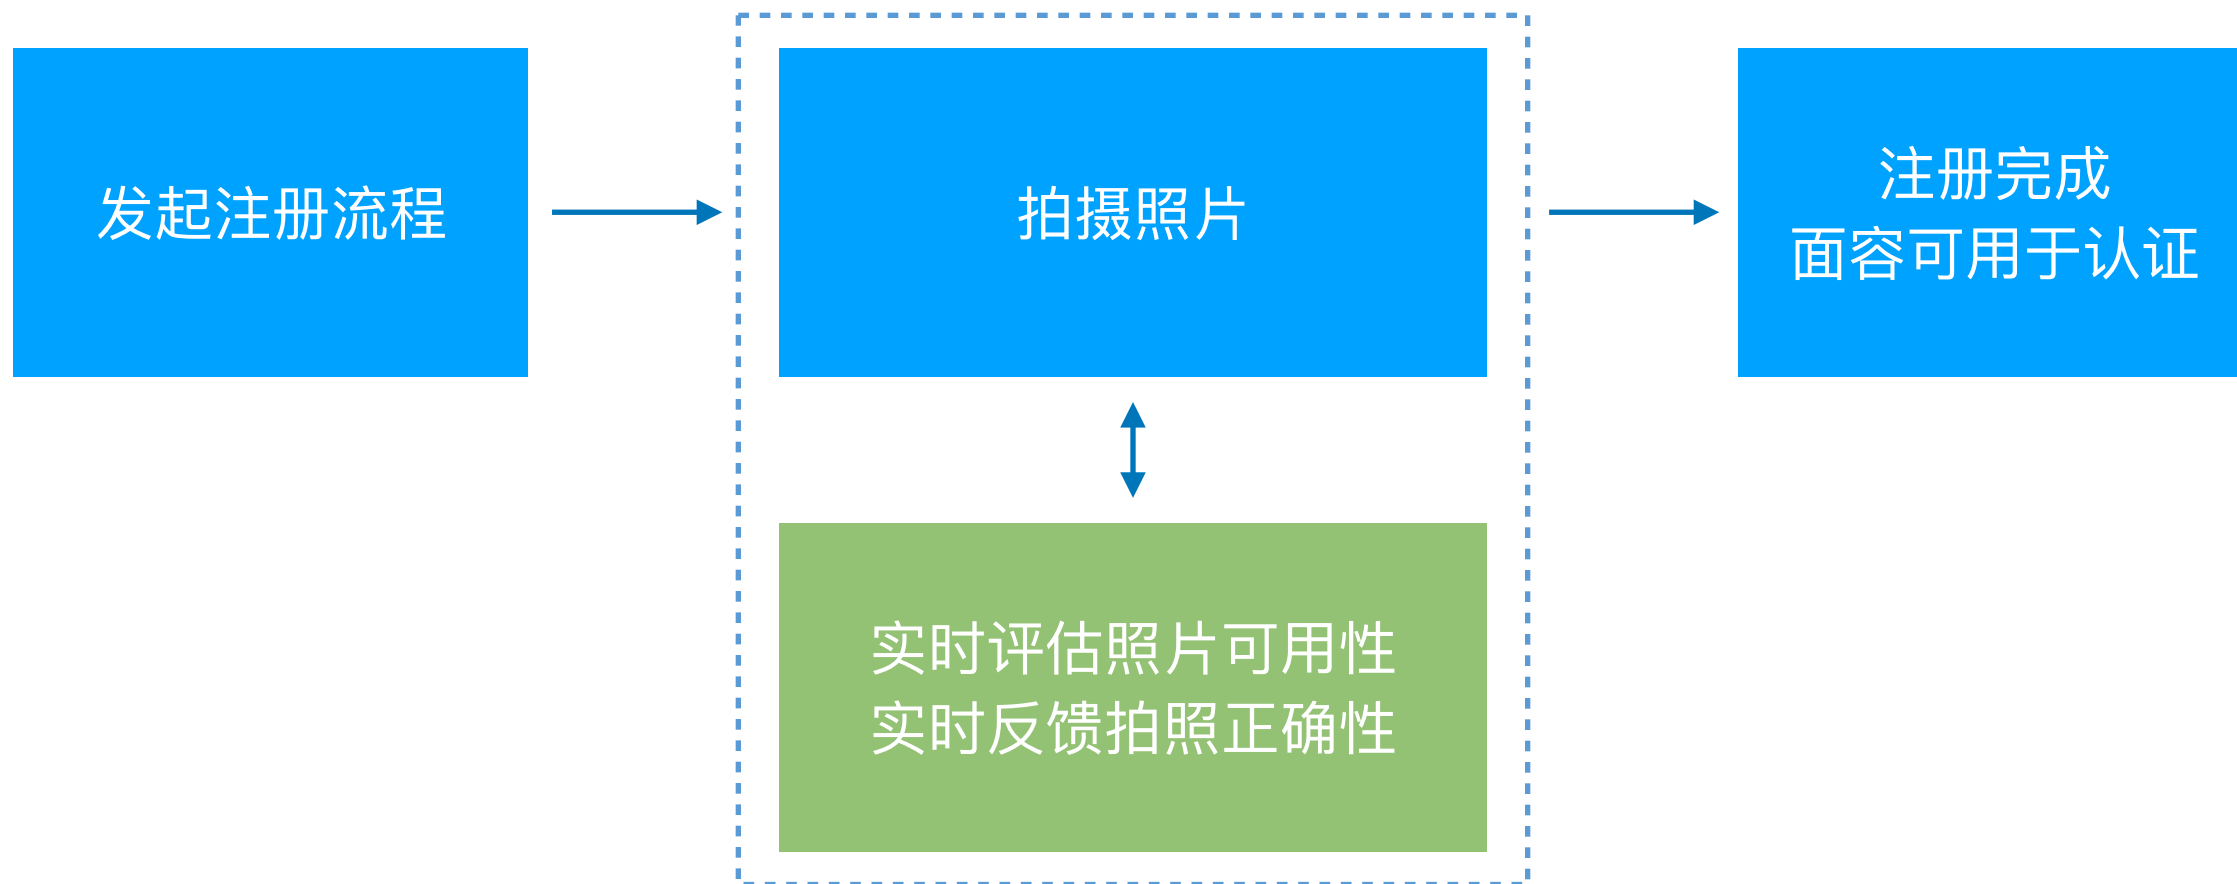 发起注册流程
拍摄照片
注册完成
面容可用于认证
实时评估照片可用性
实时反馈拍照正确性